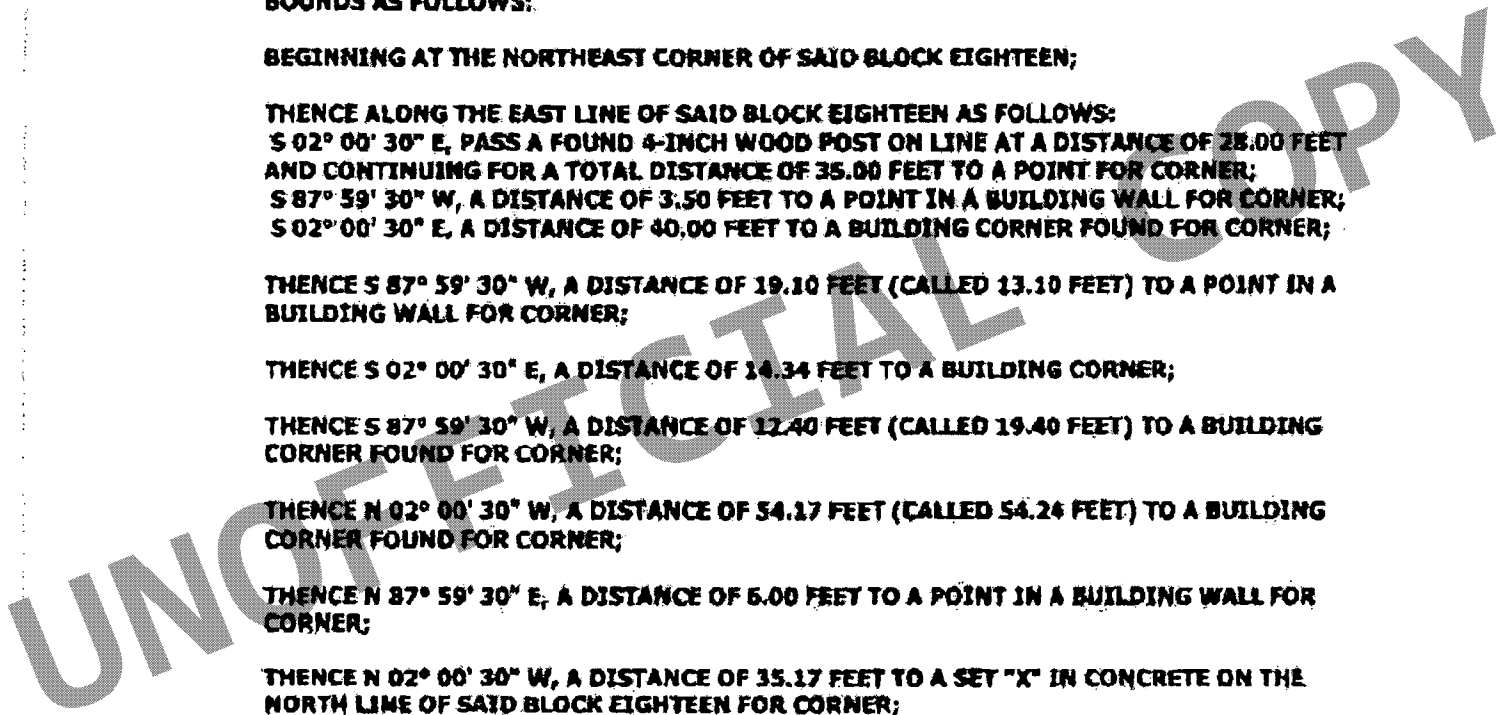 BOUNDS AS FOLLOWS:
BEGINNING AT THE NORTHEAST CORNER OF SAID BLOCK EIGHTEEN;
THENCE ALONG THE EAST LINE OF SAID BLOCK EIGHTEEN AS FOLLOWS:
S 02° 00' 30" E, PASS A FOUND 4-INCH WOOD POST ON LINE AT A DISTANCE OF 28.00 FEET
AND CONTINUING FOR A TOTAL DISTANCE OF 35.00 FEET TO A POINT FOR CORNER;
S 87° 59' 30" W, A DISTANCE OF 3.50 FEET TO A POINT IN A BUILDING WALL FOR CORNER;
S 02° 00' 30" E, A DISTANCE OF 40.00 FEET TO A BUILDING CORNER FOUND FOR CORNER;
THENCE S 87° 59' 30" W, A DISTANCE OF 19.10 FEET (CALLED 13.10 FEET) TO A POINT IN A
BUILDING WALL FOR CORNER;
THENCE S 02° 00' 30" E, A DISTANCE OF 14.34 FEET TO A BUILDING CORNER;
THENCE S 87° 59' 30" W, A DISTANCE OF 12.40 FEET (CALLED 19.40 FEET) TO A BUILDING
CORNER FOUND FOR CORNER;
THENCE N 02° 00' 30" W, A DISTANCE OF 54.17 FEET (CALLED 54.24 FEET) TO A BUILDING
CORNER FOUND FOR CORNER;
THENCE N 87° 59' 30" E, A DISTANCE OF 6.00 FEET TO A POINT IN A BUILDING WALL FOR
CORNER;
THENCE N 02° 00' 30" W, A DISTANCE OF 35.17 FEET TO A SET "X" IN CONCRETE ON THE
NORTH LINE OF SAID BLOCK EIGHTEEN FOR CORNER;
UNOFFICIAL COPY